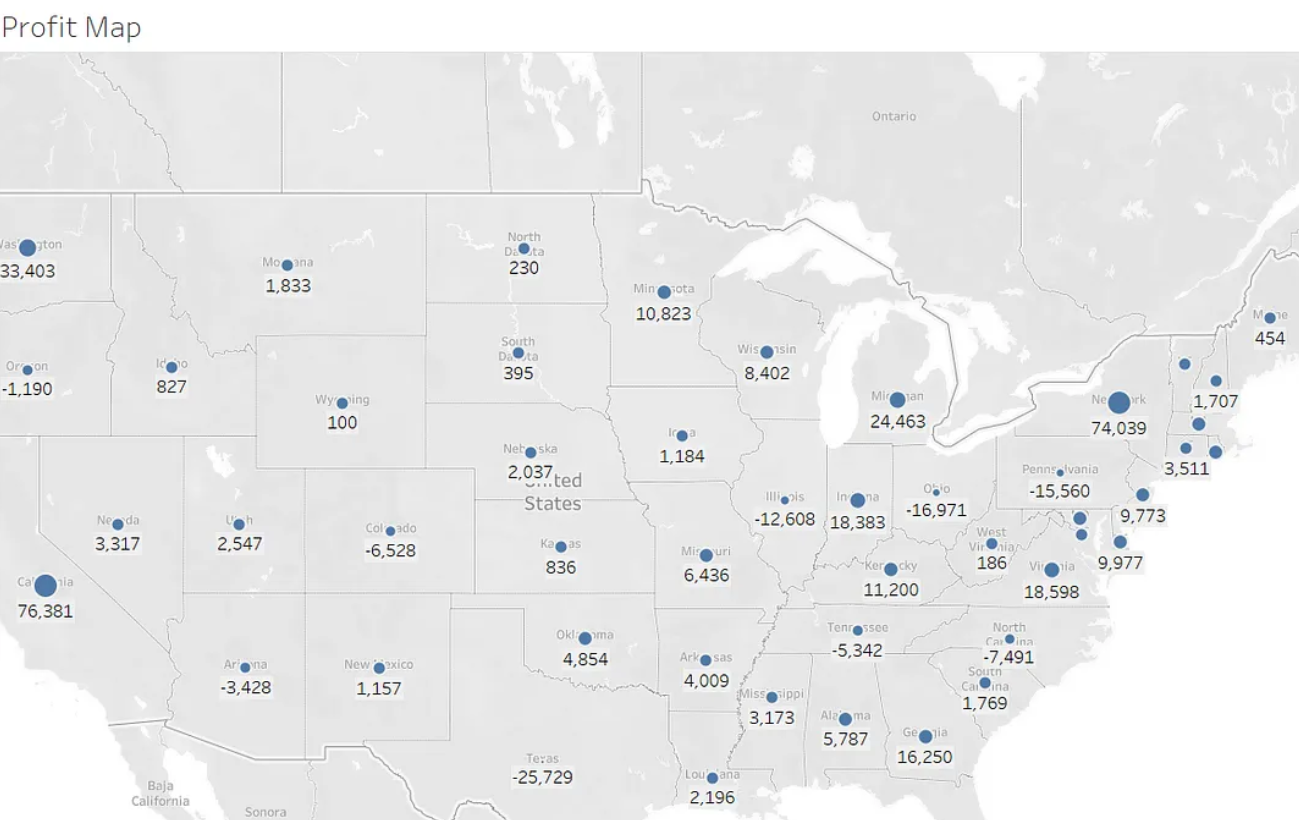 Profit Map
Ontario
Washington
33,403
Montana
1,833
North
Dakota
230
Minnesota
10,823
Maine
454
Oregon
-1,190
Idaho
827
Wyoming
100
South
Dakota
395
Wisconsin
8,402
Michigan
24,463
New York
74,039
1,707
Nebraska
2,037
United
States
Iowa
1,184
3,511
Pennsylvania
-15,560
Illinois
-12,608
Indiana
18,383
Ohio
-16,971
9,773
Nevada
3,317
Utah
2,547
Colorado
-6,528
Kansas
836
Missouri
6,436
Kentucky
11,200
West
Virginia
186
Virginia
18,598
9,977
California
76,381
Arizona
-3,428
New Mexico
1,157
Oklahoma
4,854
Arkansas
4,009
Tennessee
-5,342
North
Carolina
-7,491
South
Carolina
1,769
Mississippi
3,173
Alabama
5,787
Georgia
16,250
Texas
-25,729
Louisiana
2,196
Baja
California
Sonora